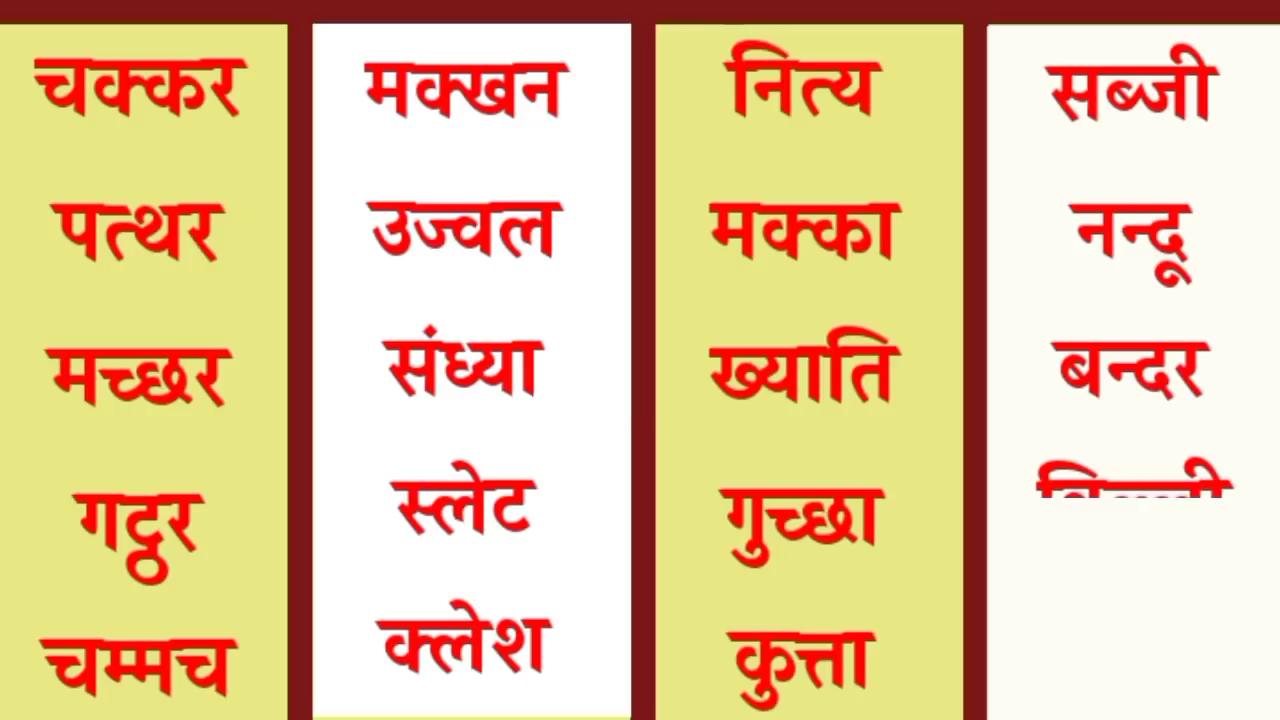 चक्कर
पत्थर
मच्छर
गट्ठर
चम्मच
मक्खन
उज्वल
संध्या
स्लेट
क्लेश
नित्य
मक्का
ख्याति
गुच्छा
कुत्ता
सब्जी
नन्दू
बन्दर